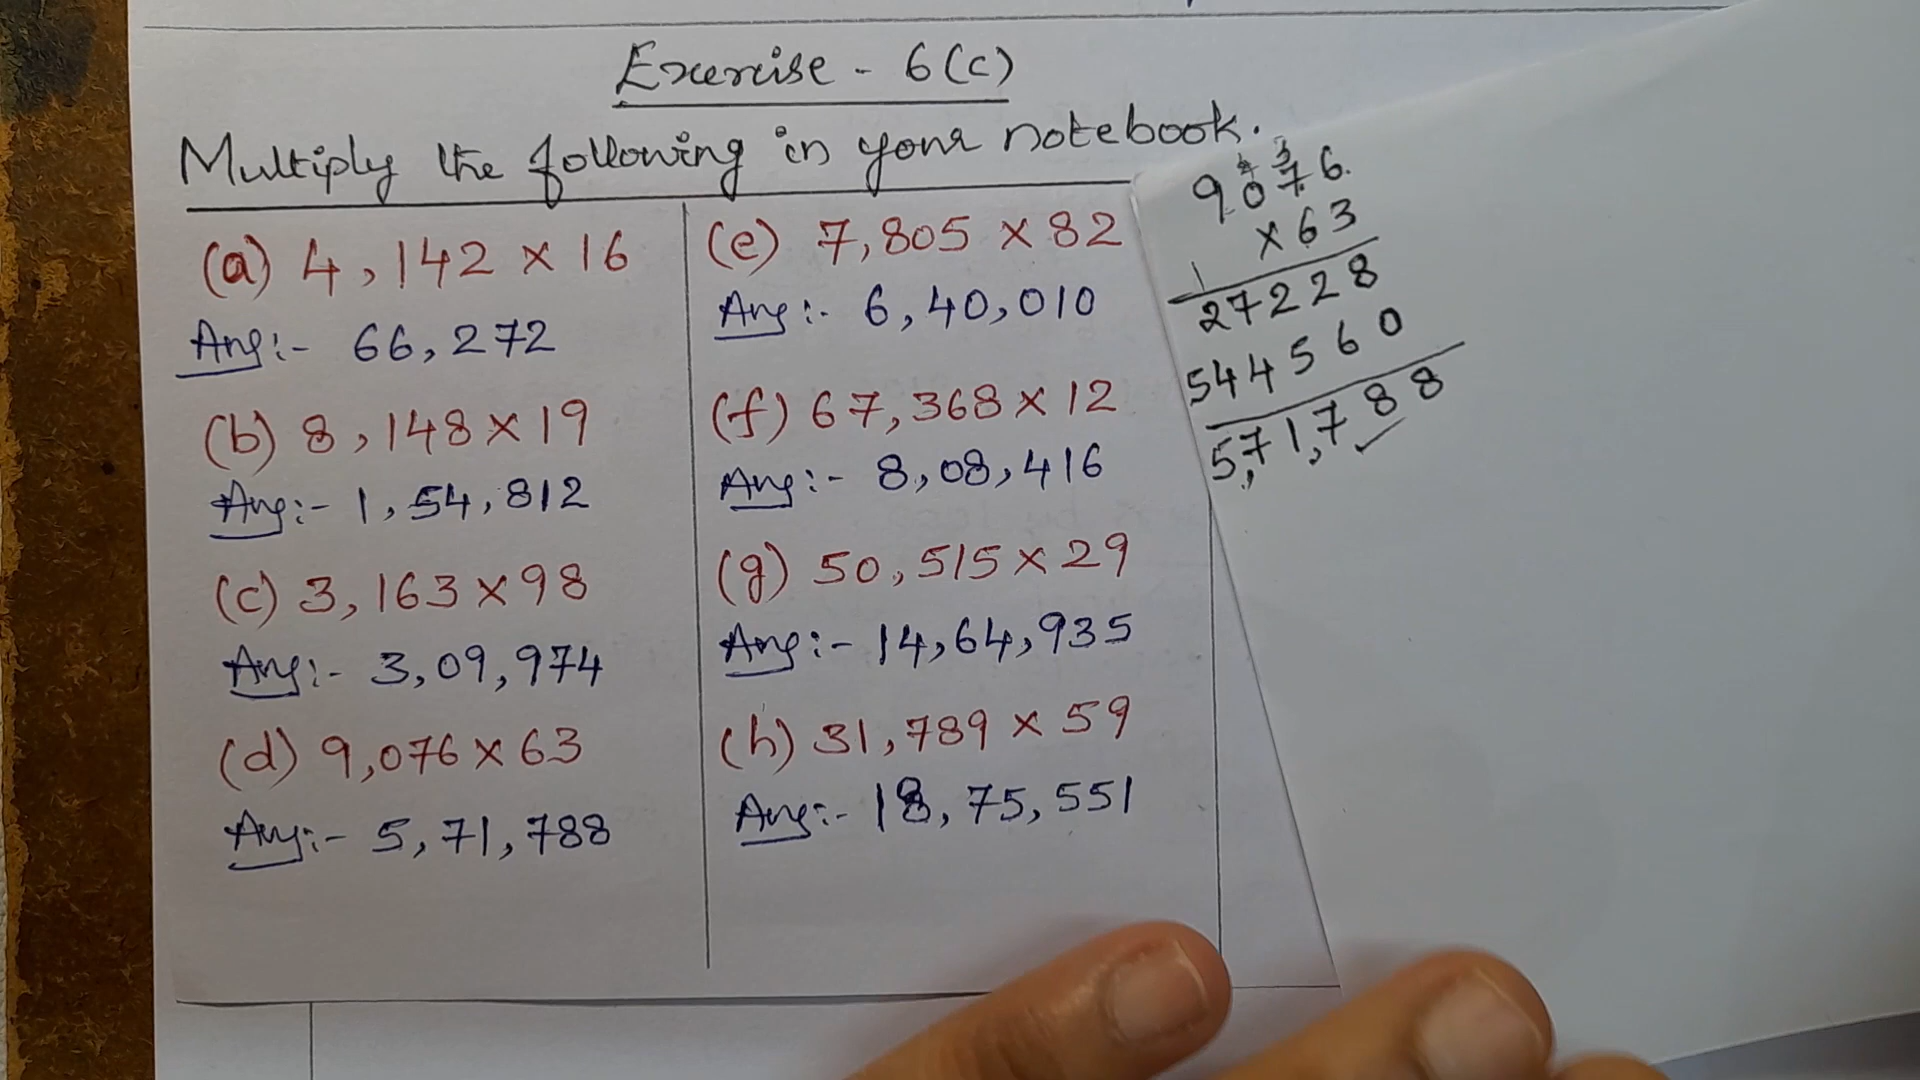 Exercise - 6(c)
Multiply the following in your notebook.
(a) 4,142 × 16
Ans:- 66,272
(b) 8,148 × 19
Ans:- 1,54,812
(c) 3,163 × 98
Ans:- 3,09,974
(d) 9,076 × 63
Ans:- 5,71,788
(e) 7,805 × 82
Ans:- 6,40,010
(f) 67,368 × 12
Ans:- 8,08,416
(g) 50,515 × 29
Ans:- 14,64,935
(h) 31,789 × 59
Ans:- 18,75,551
4 3
9076
× 63
1
27228
544560
5,71,788